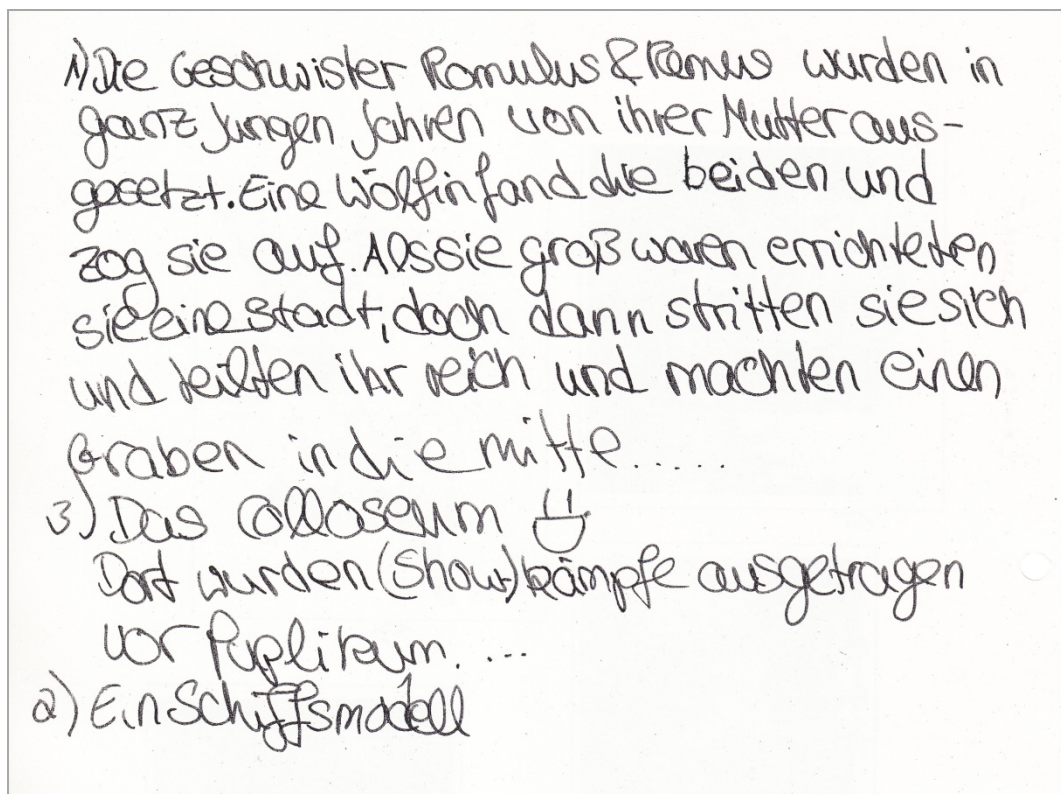 1) Die Geschwister Romulus & Remus wurden in
ganz Jungen Jahren von ihrer Mutter aus-
gesetzt. Eine Wölfin fand die beiden und
zog sie auf. Als sie groß waren errichteten
sie eine Stadt, doch dann stritten sie sich
und teilten ihr reich und machten einen
Graben in die mitte......
3) Das Colloseum
Dort wurden (Show) kämpfe ausgetragen
vor Puplikum. ...
2) Ein Schiffsmodell